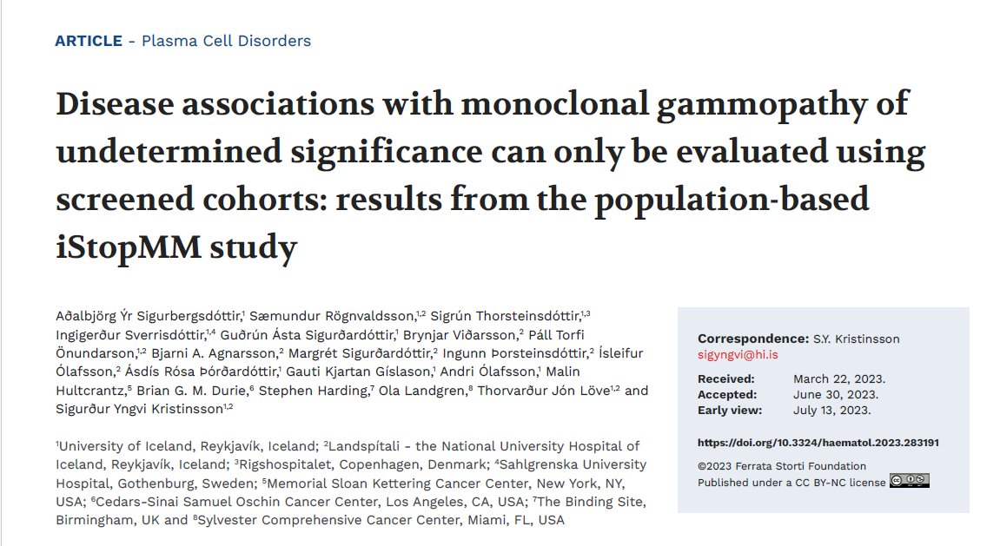 ARTICLE - Plasma Cell Disorders
Disease associations with monoclonal gammopathy of
undetermined significance can only be evaluated using
screened cohorts: results from the population-based
iStopMM study
Aðalbjörg Ýr Sigurbergsdóttir,¹ Sæmundur Rögnvaldsson,¹,² Sigrún Thorsteinsdóttir,¹,³
Ingigerður Sverrisdóttir,¹,⁴ Guðrún Ásta Sigurðardóttir,¹ Brynjar Viðarsson,² Páll Torfi
Önundarson,¹,² Bjarni A. Agnarsson,² Margrét Sigurðardóttir,² Ingunn Þorsteinsdóttir,² Ísleifur
Ólafsson,² Ásdís Rósa Þórðardóttir,¹ Gauti Kjartan Gíslason,¹ Andri Ólafsson,¹ Malin
Hultcrantz,⁵ Brian G. M. Durie,⁶ Stephen Harding,⁷ Ola Landgren,⁸ Thorvarður Jón Löve¹,² and
Sigurður Yngvi Kristinsson¹,²
¹University of Iceland, Reykjavík, Iceland; ²Landspítali - the National University Hospital of
Iceland, Reykjavík, Iceland; ³Rigshospitalet, Copenhagen, Denmark; ⁴Sahlgrenska University
Hospital, Gothenburg, Sweden; ⁵Memorial Sloan Kettering Cancer Center, New York, NY,
USA; ⁶Cedars-Sinai Samuel Oschin Cancer Center, Los Angeles, CA, USA; ⁷The Binding Site,
Birmingham, UK and ⁸Sylvester Comprehensive Cancer Center, Miami, FL, USA
Correspondence: S.Y. Kristinsson
sigyngvi@hi.is
Received: March 22, 2023.
Accepted: June 30, 2023.
Early view: July 13, 2023.
https://doi.org/10.3324/haematol.2023.283191
©2023 Ferrata Storti Foundation
Published under a CC BY-NC license